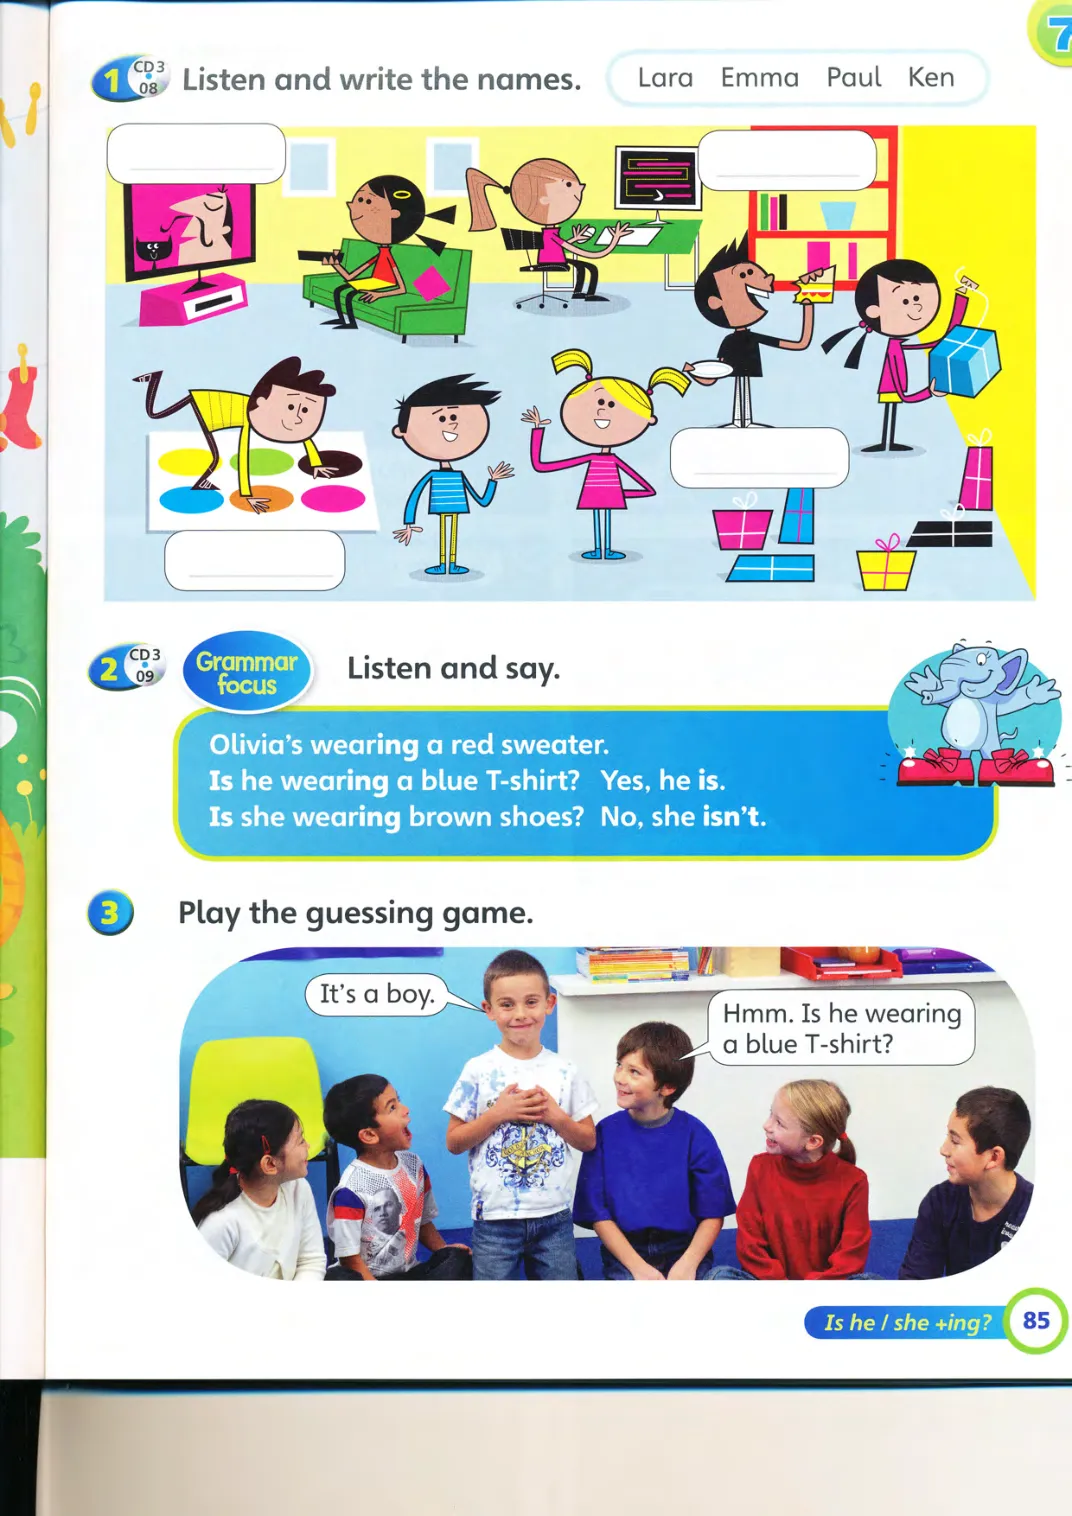 7
1 CD3 08 Listen and write the names. Lara Emma Paul Ken
2 CD3 09 Grammar focus Listen and say.
Olivia's wearing a red sweater.
Is he wearing a blue T-shirt? Yes, he is.
Is she wearing brown shoes? No, she isn't.
3 Play the guessing game.
It's a boy.
Hmm. Is he wearing
a blue T-shirt?
Is he / she +ing? 85